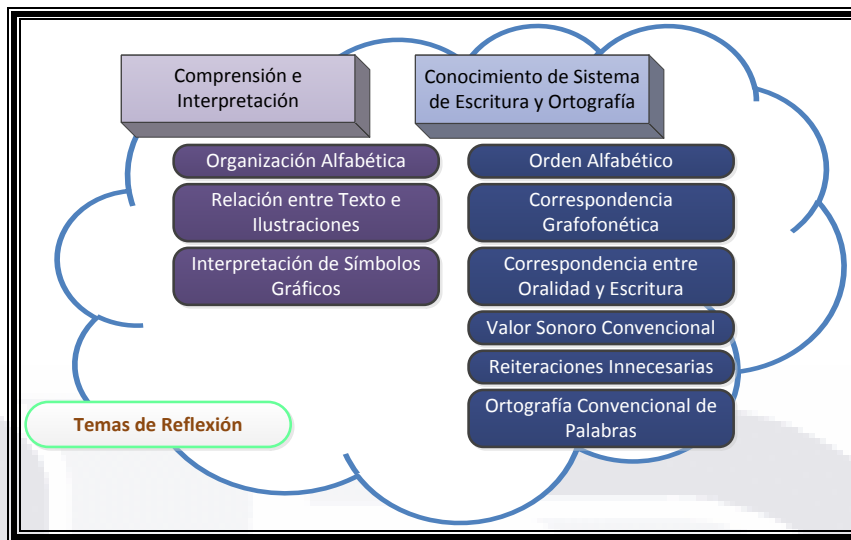 Comprensión e
Interpretación
Organización Alfabética
Relación entre Texto e
Ilustraciones
Interpretación de Símbolos
Gráficos
Conocimiento de Sistema
de Escritura y Ortografía
Orden Alfabético
Correspondencia
Grafofonética
Correspondencia entre
Oralidad y Escritura
Valor Sonoro Convencional
Reiteraciones Innecesarias
Ortografía Convencional de
Palabras
Temas de Reflexión